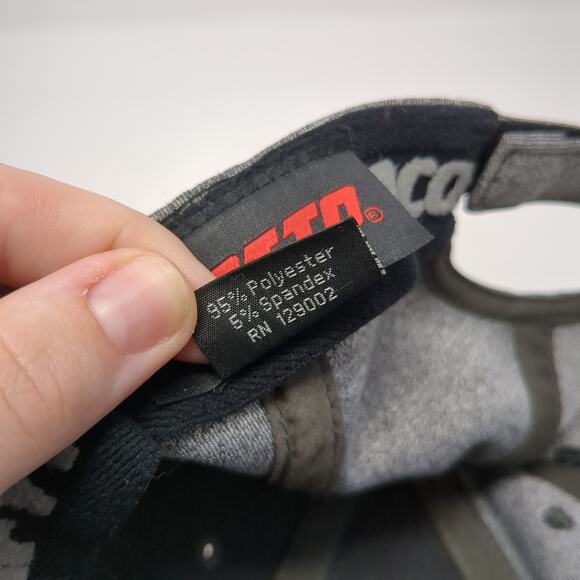 95% Polyester
5% Spandex
RN 129002
®